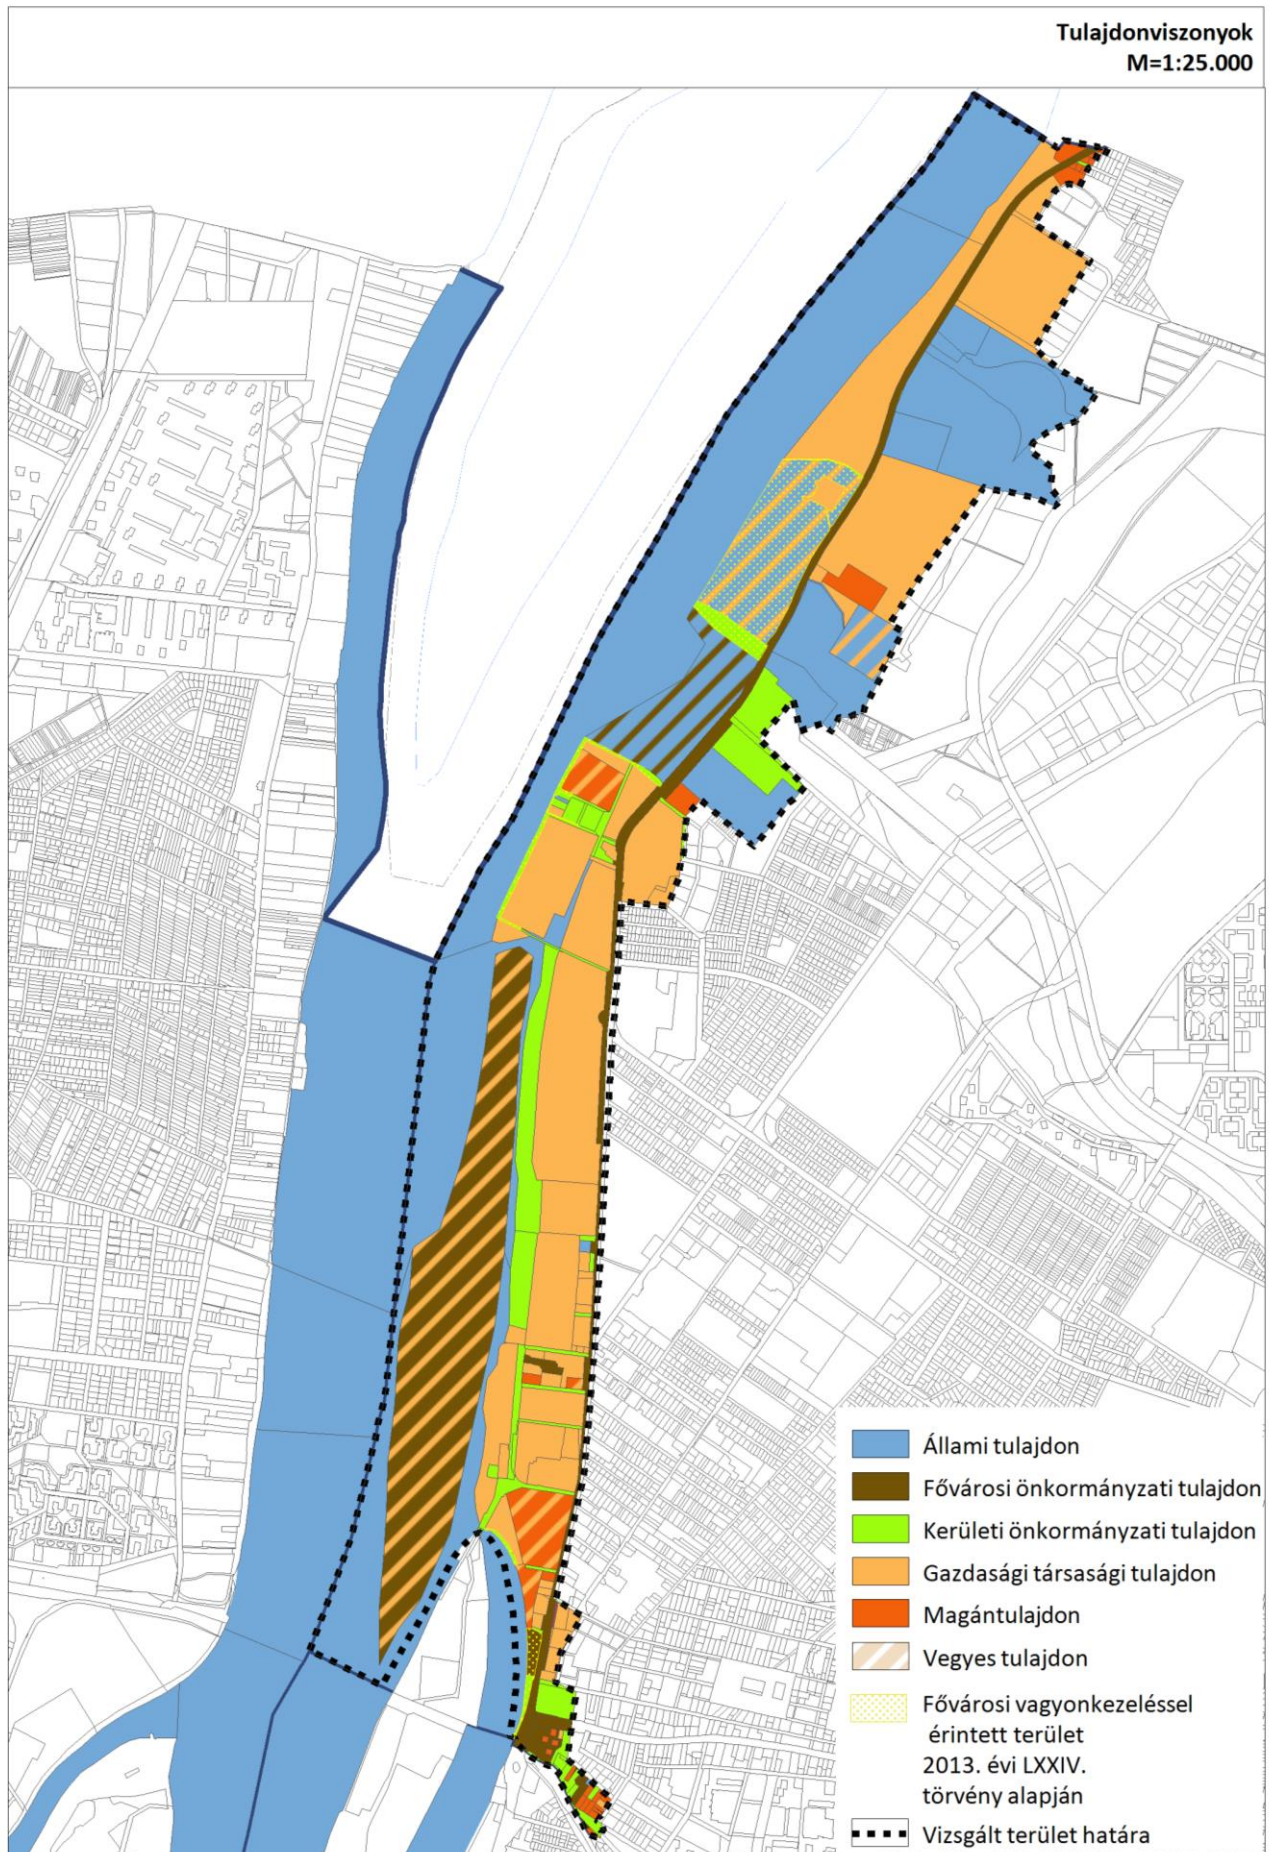 Tulajdonviszonyok
M=1:25.000
Állami tulajdon
Fővárosi önkormányzati tulajdon
Kerületi önkormányzati tulajdon
Gazdasági társasági tulajdon
Magántulajdon
Vegyes tulajdon
Fővárosi vagyonkezeléssel
érintett terület
2013. évi LXXIV.
törvény alapján
Vizsgált terület határa